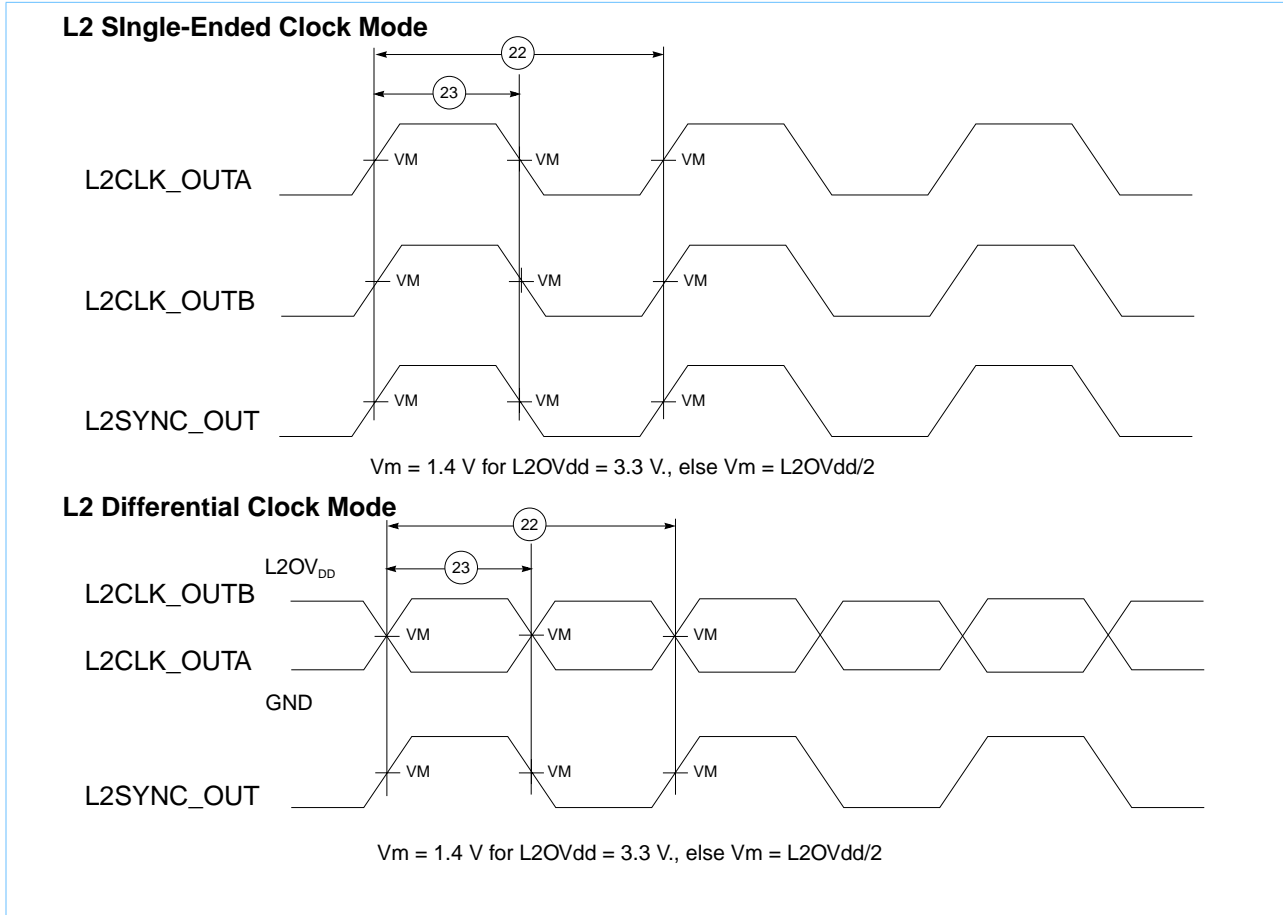 L2 SIngle-Ended Clock Mode
22
23
L2CLK_OUTA
VM VM VM
L2CLK_OUTB
VM VM VM
L2SYNC_OUT
VM VM VM
Vm = 1.4 V for L2OVdd = 3.3 V., else Vm = L2OVdd/2
L2 Differential Clock Mode
22
L2OVDD
23
L2CLK_OUTB
VM VM VM
L2CLK_OUTA
GND
L2SYNC_OUT
VM VM VM
Vm = 1.4 V for L2OVdd = 3.3 V., else Vm = L2OVdd/2